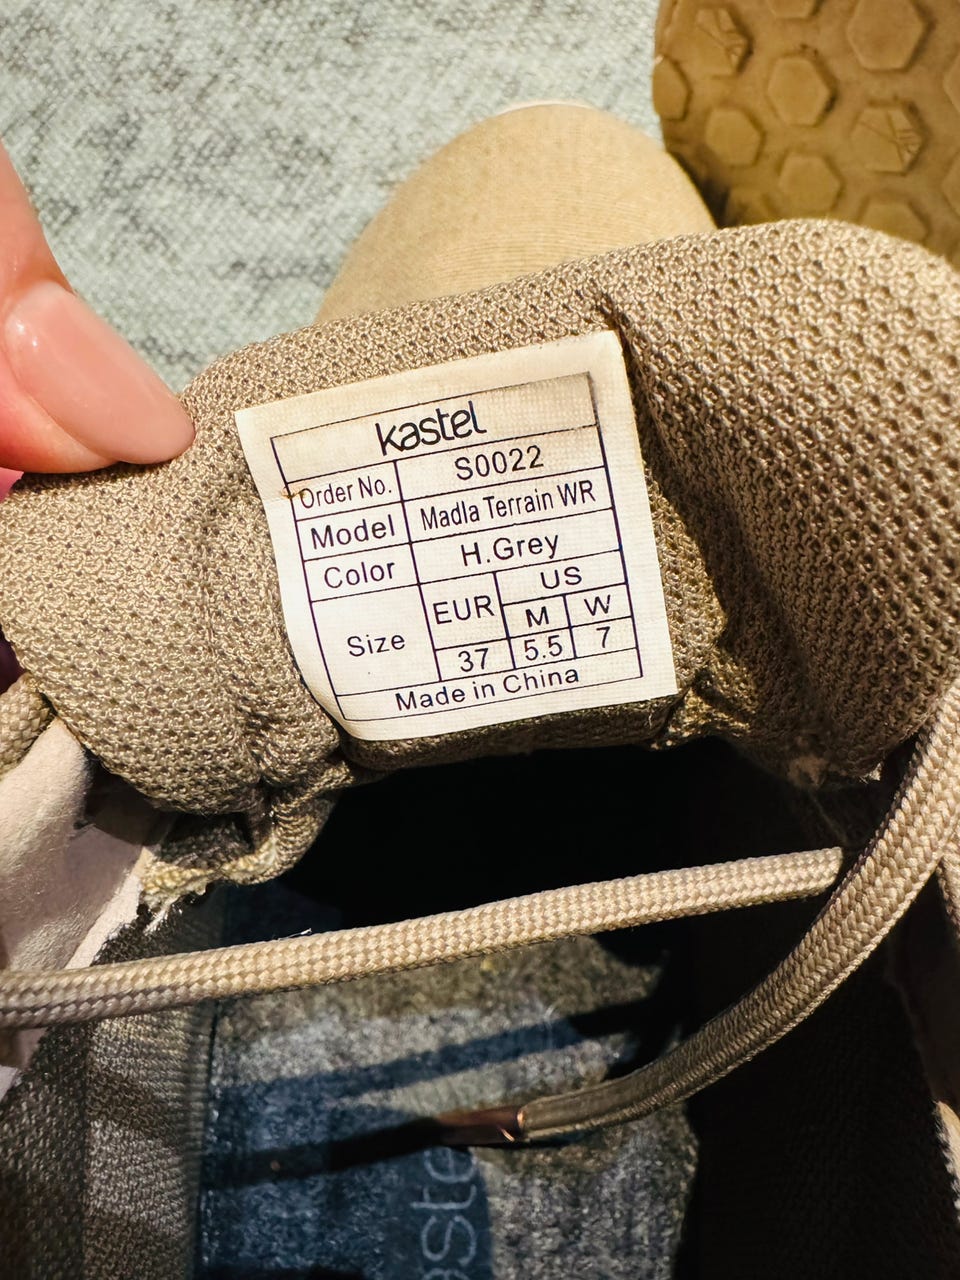 kastel
Order No. S0022
Model Madla Terrain WR
Color H.Grey
Size EUR US
M W
37 5.5 7
Made in China